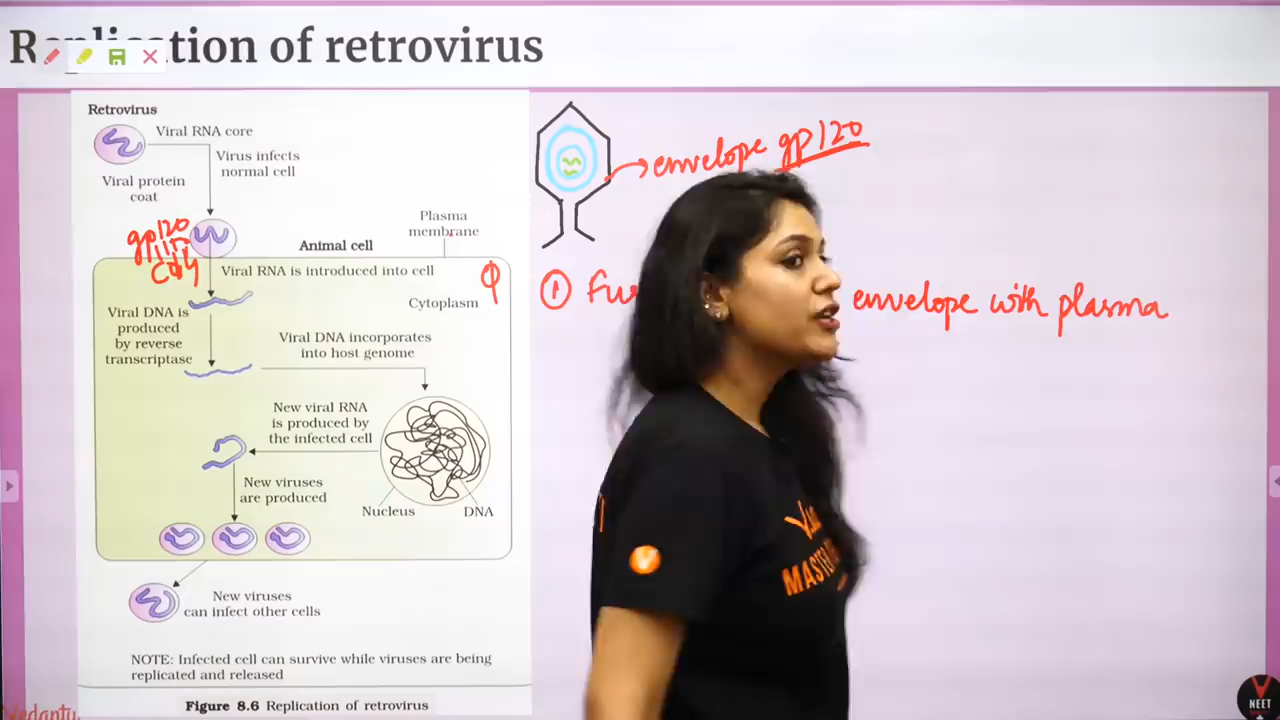 Replication of retrovirus
Retrovirus
Viral RNA core
Virus infects
normal cell
Viral protein
coat
gp120
CD4
Plasma
membrane
Animal cell
Viral RNA is introduced into cell
Cytoplasm
Viral DNA is
produced
by reverse
transcriptase
Viral DNA incorporates
into host genome
New viral RNA
is produced by
the infected cell
New viruses
are produced
Nucleus
DNA
New viruses
can infect other cells
NOTE: Infected cell can survive while viruses are being
replicated and released
Figure 8.6 Replication of retrovirus
envelope gp120
① Fus envelope with plasma
Vedantu
NEET